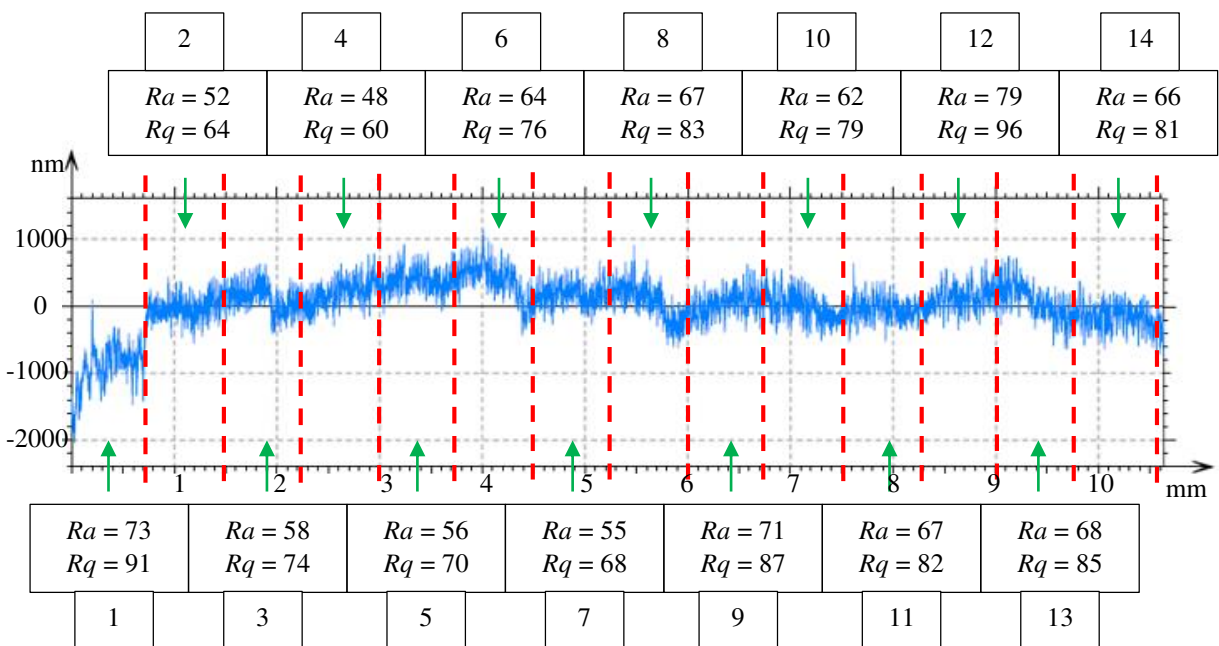 2 4 6 8 10 12 14
Ra = 52 Ra = 48 Ra = 64 Ra = 67 Ra = 62 Ra = 79 Ra = 66
Rq = 64 Rq = 60 Rq = 76 Rq = 83 Rq = 79 Rq = 96 Rq = 81
nm
1000
0
-1000
-2000
1 2 3 4 5 6 7 8 9 10
mm
Ra = 73 Ra = 58 Ra = 56 Ra = 55 Ra = 71 Ra = 67 Ra = 68
Rq = 91 Rq = 74 Rq = 70 Rq = 68 Rq = 87 Rq = 82 Rq = 85
1 3 5 7 9 11 13